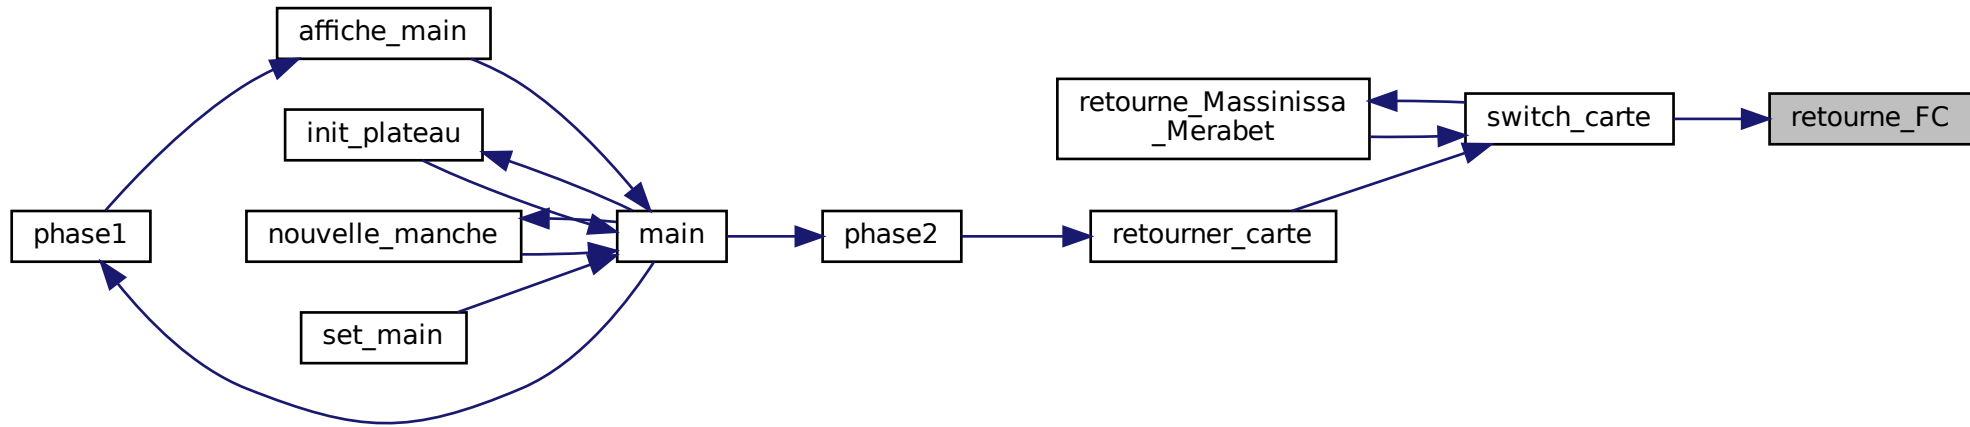 affiche_main
init_plateau
phase1
nouvelle_manche
main
set_main
phase2
retourne_Massinissa
_Merabet
retourner_carte
switch_carte
retourne_FC